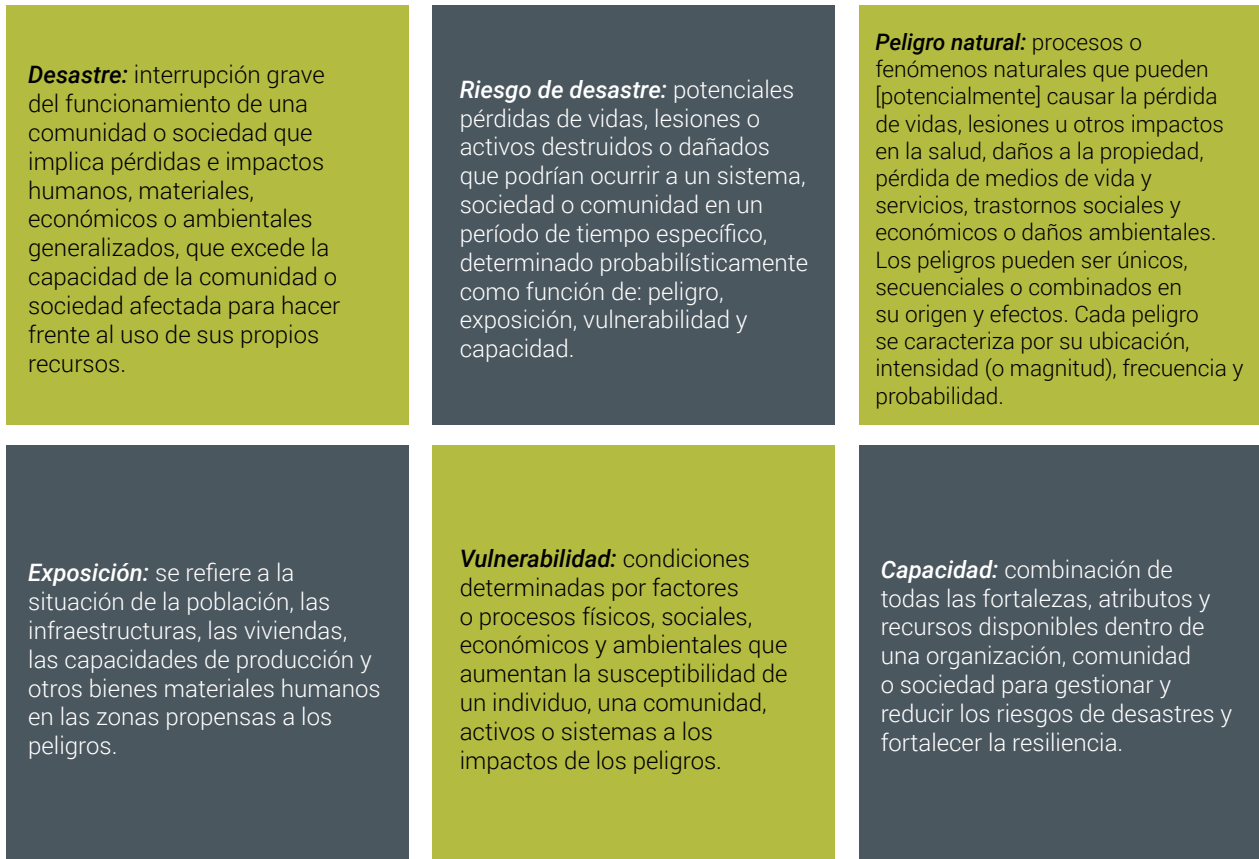 Desastre: interrupción grave
del funcionamiento de una
comunidad o sociedad que
implica pérdidas e impactos
humanos, materiales,
económicos o ambientales
generalizados, que excede la
capacidad de la comunidad o
sociedad afectada para hacer
frente al uso de sus propios
recursos.
Riesgo de desastre: potenciales
pérdidas de vidas, lesiones o
activos destruidos o dañados
que podrían ocurrir a un sistema,
sociedad o comunidad en un
período de tiempo específico,
determinado probabilísticamente
como función de: peligro,
exposición, vulnerabilidad y
capacidad.
Peligro natural: procesos o
fenómenos naturales que pueden
[potencialmente] causar la pérdida
de vidas, lesiones u otros impactos
en la salud, daños a la propiedad,
pérdida de medios de vida y
servicios, trastornos sociales y
económicos o daños ambientales.
Los peligros pueden ser únicos,
secuenciales o combinados en
su origen y efectos. Cada peligro
se caracteriza por su ubicación,
intensidad (o magnitud), frecuencia y
probabilidad.
Exposición: se refiere a la
situación de la población, las
infraestructuras, las viviendas,
las capacidades de producción y
otros bienes materiales humanos
en las zonas propensas a los
peligros.
Vulnerabilidad: condiciones
determinadas por factores
o procesos físicos, sociales,
económicos y ambientales que
aumentan la susceptibilidad de
un individuo, una comunidad,
activos o sistemas a los
impactos de los peligros.
Capacidad: combinación de
todas las fortalezas, atributos y
recursos disponibles dentro de
una organización, comunidad
o sociedad para gestionar y
reducir los riesgos de desastres y
fortalecer la resiliencia.